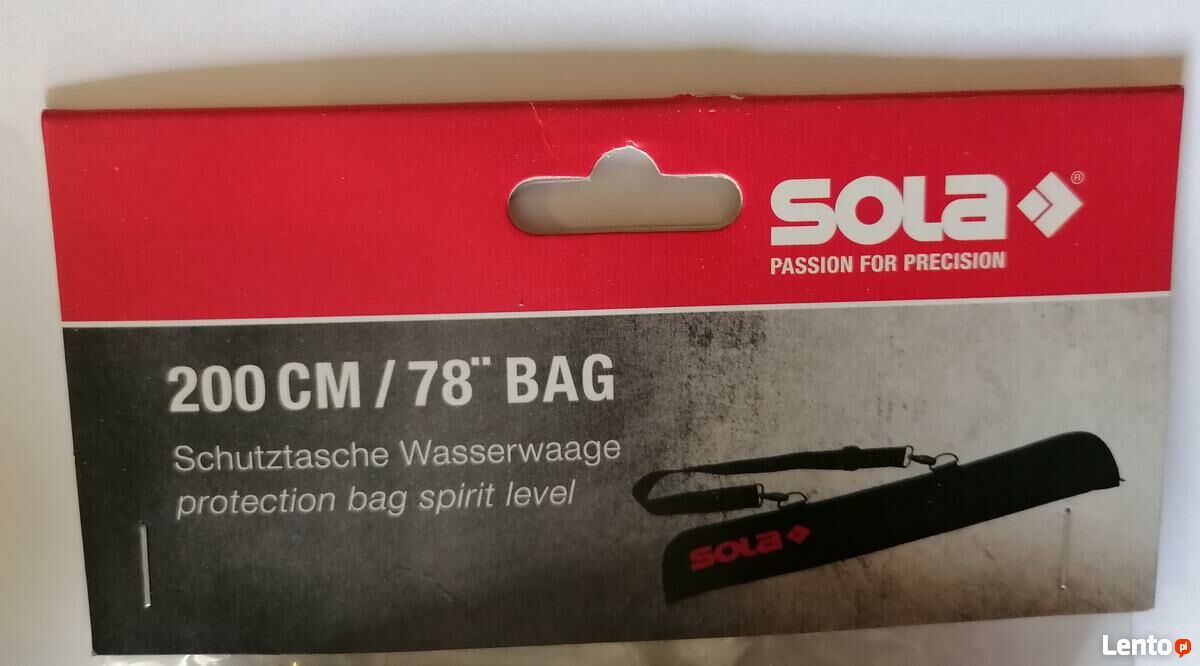 SOLA ®
PASSION FOR PRECISION
200 CM / 78¨ BAG
Schutztasche Wasserwaage
protection bag spirit level
SOLA
Lento pl